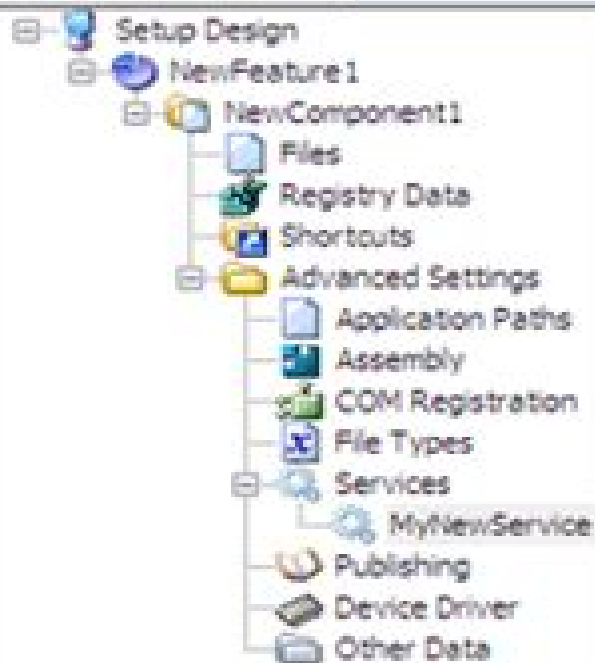 Setup Design
NewFeature1
NewComponent1
Files
Registry Data
Shortcuts
Advanced Settings
Application Paths
Assembly
COM Registration
File Types
Services
MyNewService
Publishing
Device Driver
Other Data